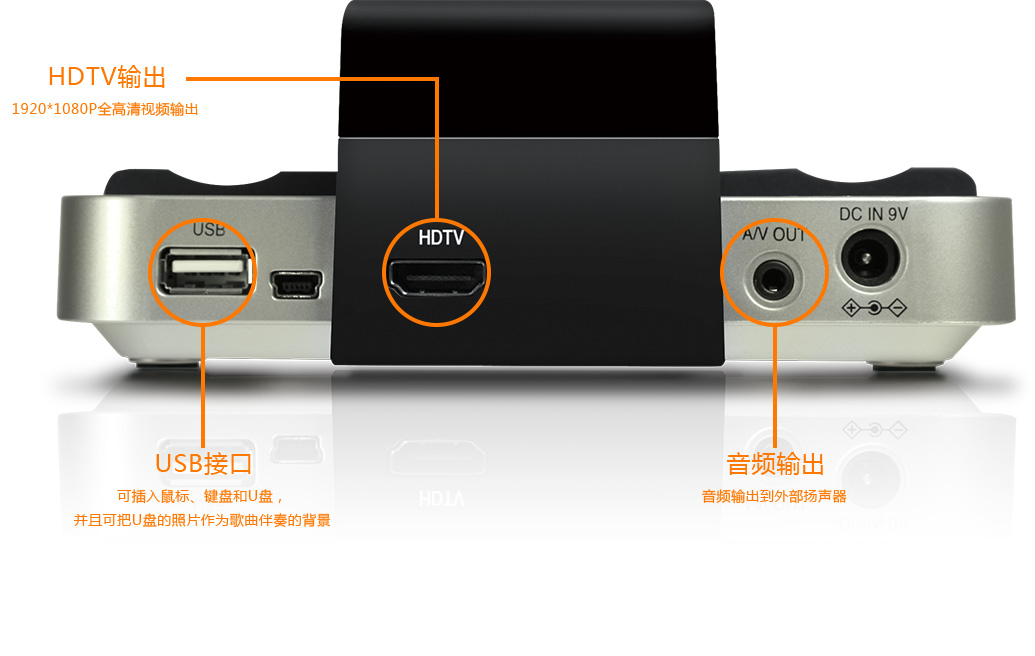 HDTV输出
1920*1080P全高清视频输出
USB
HDTV
A/V OUT
DC IN 9V
USB接口
可插入鼠标、键盘和U盘，
并且可把U盘的照片作为歌曲伴奏的背景
音频输出
音频输出到外部扬声器